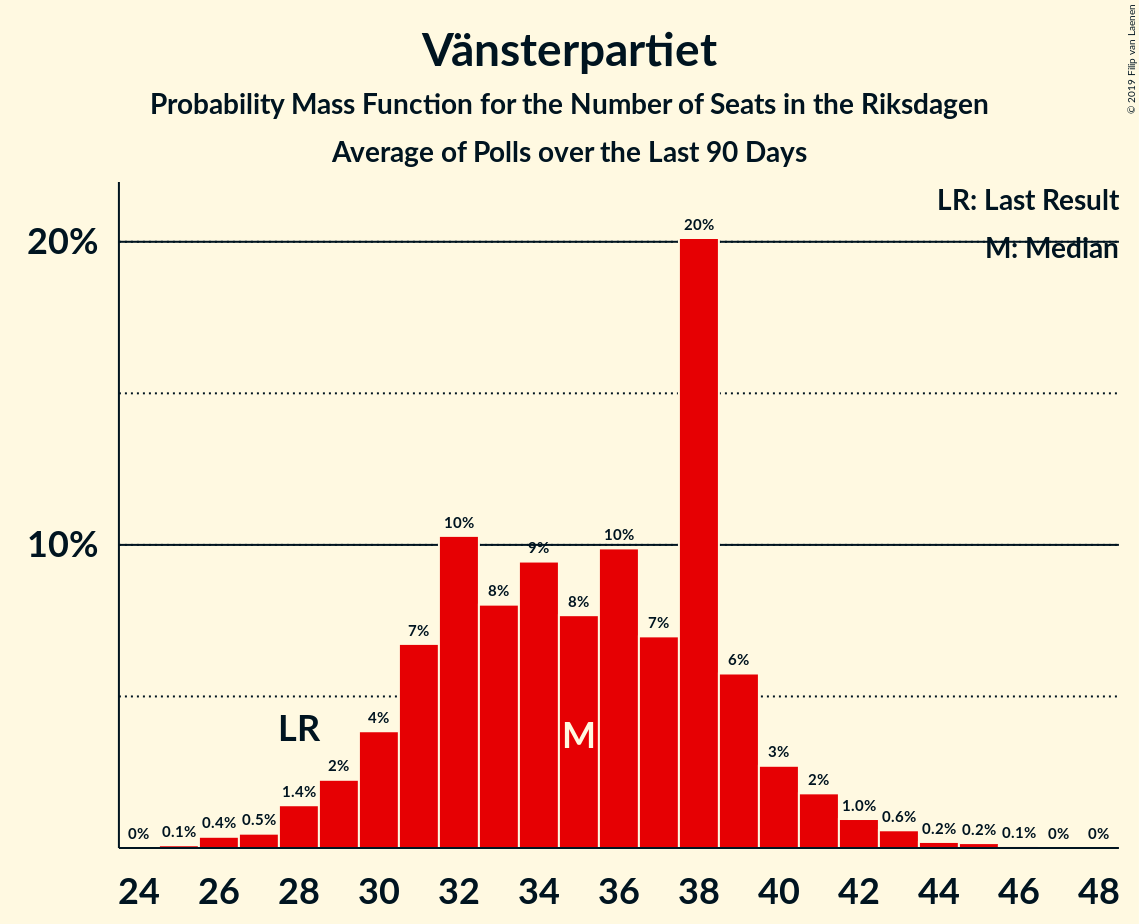 Vänsterpartiet
Probability Mass Function for the Number of Seats in the Riksdagen
Average of Polls over the Last 90 Days
© 2019 Filip van Laenen
LR: Last Result
M: Median
20%
10%
0% 0.1% 0.4% 0.5% 1.4% 2% 4% 7% 10% 8% 9% 8% 10% 7% 20% 6% 3% 2% 1.0% 0.6% 0.2% 0.2% 0.1% 0% 0%
LR
M
24 26 28 30 32 34 36 38 40 42 44 46 48